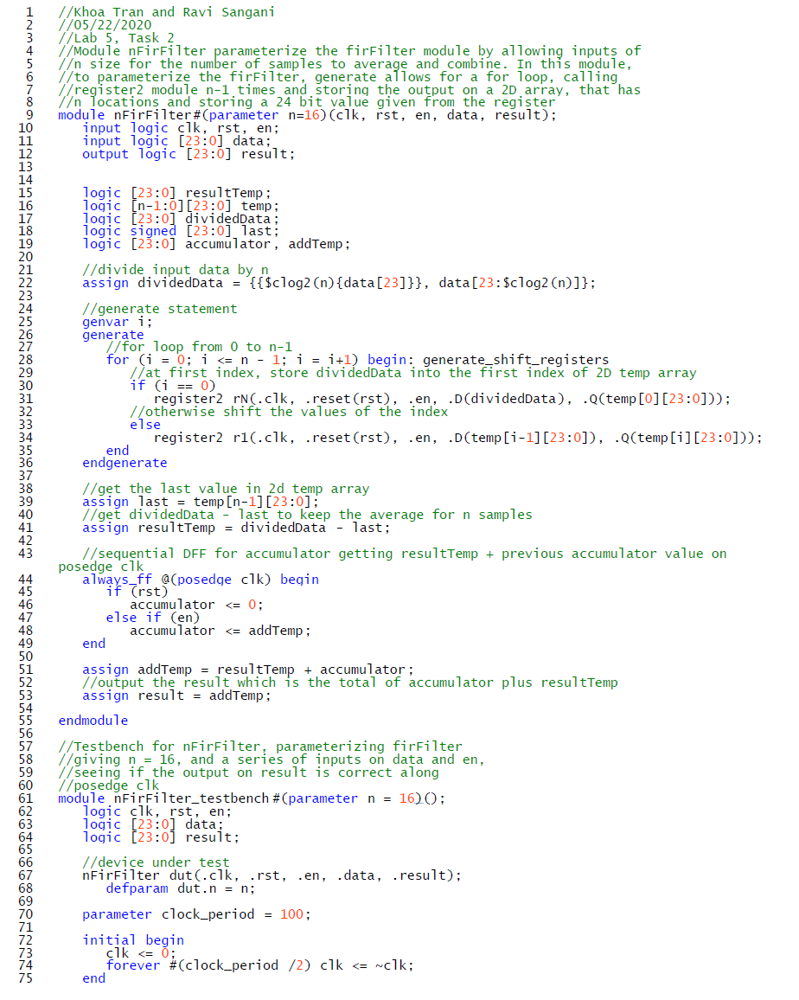 1 //Khoa Tran and Ravi Sangani
2 //05/22/2020
3 //Lab 5, Task 2
4 //Module nFirFilter parameterize the firFilter module by allowing inputs of
5 //n size for the number of samples to average and combine. In this module,
6 //to parameterize the firFilter, generate allows for a for loop, calling
7 //register2 module n-1 times and storing the output on a 2D array, that has
8 //n locations and storing a 24 bit value given from the register
9 module nFirFilter#(parameter n=16)(clk, rst, en, data, result);
10 input logic clk, rst, en;
11 input logic [23:0] data;
12 output logic [23:0] result;
13
14
15 logic [23:0] resultTemp;
16 logic [n-1:0][23:0] temp;
17 logic [23:0] dividedData;
18 logic signed [23:0] last;
19 logic [23:0] accumulator, addTemp;
20
21 //divide input data by n
22 assign dividedData = {{$clog2(n){data[23]}}, data[23:$clog2(n)]};
23
24 //generate statement
25 genvar i;
26 generate
27 //for loop from 0 to n-1
28 for (i = 0; i <= n - 1; i = i+1) begin: generate_shift_registers
29 //at first index, store dividedData into the first index of 2D temp array
30 if (i == 0)
31 register2 rN(.clk, .reset(rst), .en, .D(dividedData), .Q(temp[0][23:0]));
32 //otherwise shift the values of the index
33 else
34 register2 r1(.clk, .reset(rst), .en, .D(temp[i-1][23:0]), .Q(temp[i][23:0]));
35 end
36 endgenerate
37
38 //get the last value in 2d temp array
39 assign last = temp[n-1][23:0];
40 //get dividedData - last to keep the average for n samples
41 assign resultTemp = dividedData - last;
42
43 //sequential DFF for accumulator getting resultTemp + previous accumulator value on
posedge clk
44 always_ff @(posedge clk) begin
45 if (rst)
46 accumulator <= 0;
47 else if (en)
48 accumulator <= addTemp;
49 end
50
51 assign addTemp = resultTemp + accumulator;
52 //output the result which is the total of accumulator plus resultTemp
53 assign result = addTemp;
54
55 endmodule
56
57 //Testbench for nFirFilter, parameterizing firFilter
58 //giving n = 16, and a series of inputs on data and en,
59 //seeing if the output on result is correct along
60 //posedge clk
61 module nFirFilter_testbench#(parameter n = 16)();
62 logic clk, rst, en;
63 logic [23:0] data;
64 logic [23:0] result;
65
66 //device under test
67 nFirFilter dut(.clk, .rst, .en, .data, .result);
68 defparam dut.n = n;
69
70 parameter clock_period = 100;
71
72 initial begin
73 clk <= 0;
74 forever #(clock_period /2) clk <= ~clk;
75 end